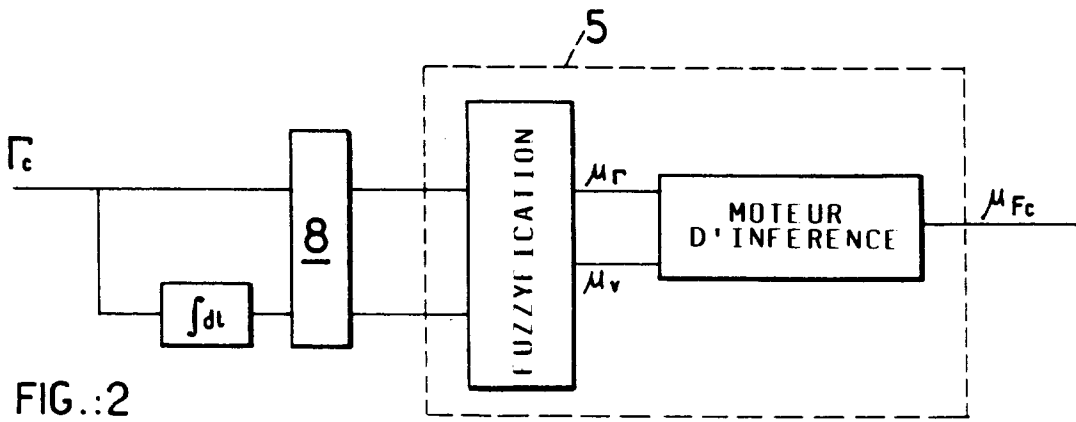 5
Γc
8
∫dt
FUZZYFICATION
μΓ
μv
MOTEUR
D'INFERENCE
μFc
FIG.:2